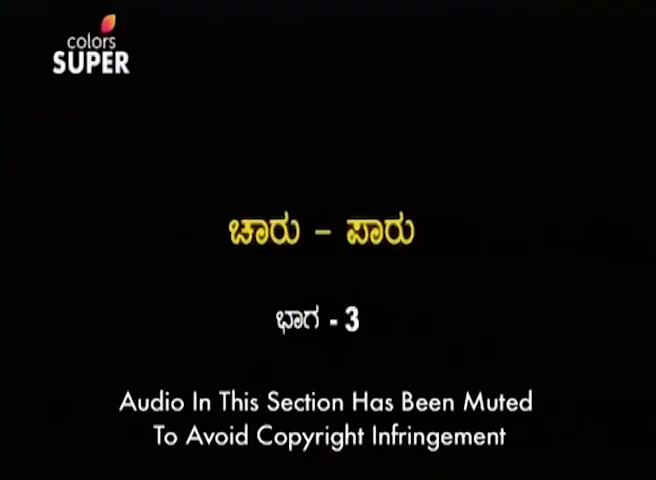 colors
SUPER
ಚಾರು - ಪಾರು
ಭಾಗ - 3
Audio In This Section Has Been Muted
To Avoid Copyright Infringement